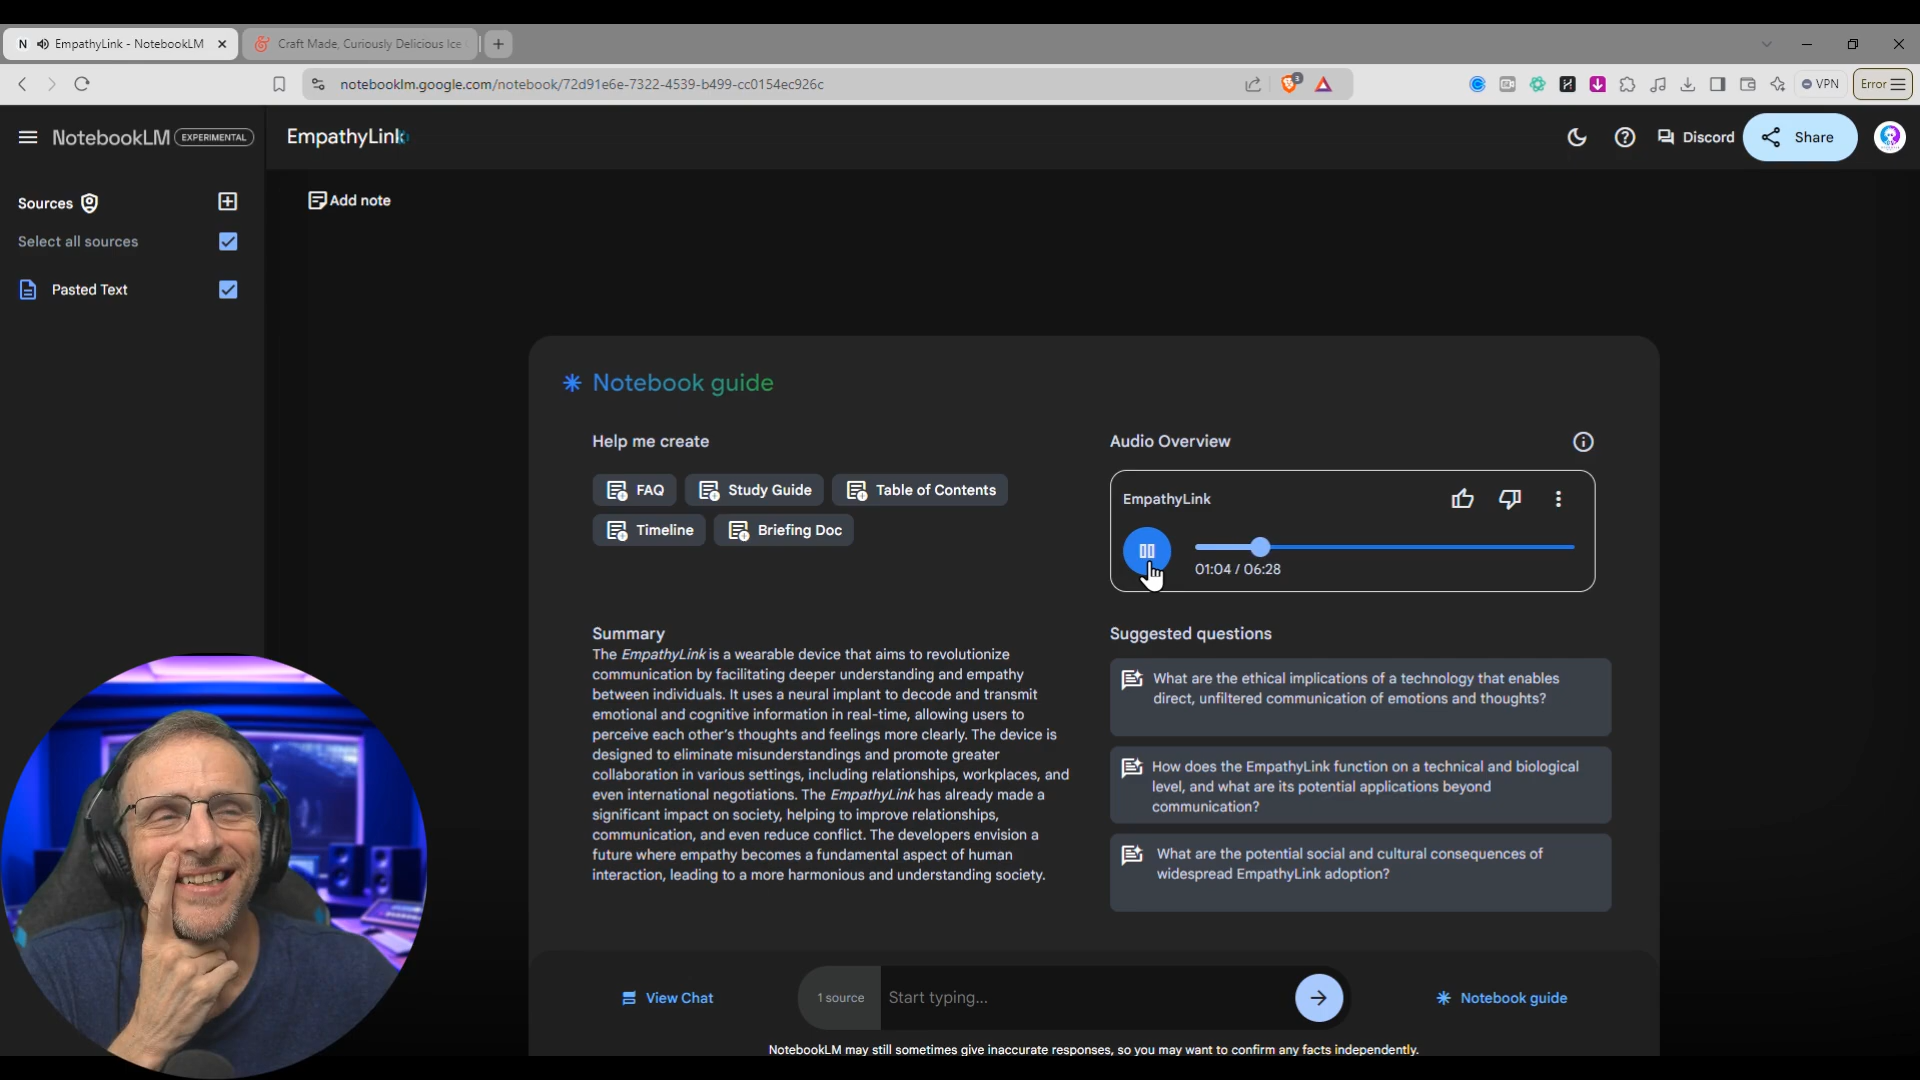 N EmpathyLink - NotebookLM
Craft Made, Curiously Delicious Ice
notebooklm.google.com/notebook/72d91e6e-7322-4539-b499-cc0154ec926c
3
VPN
Error
NotebookLM EXPERIMENTAL
EmpathyLink
Discord
Share
Sources
Select all sources
Pasted Text
Add note
Notebook guide
Help me create
FAQ
Study Guide
Table of Contents
Timeline
Briefing Doc
Audio Overview
EmpathyLink
01:04 / 06:28
Summary
The EmpathyLink is a wearable device that aims to revolutionize
communication by facilitating deeper understanding and empathy
between individuals. It uses a neural implant to decode and transmit
emotional and cognitive information in real-time, allowing users to
perceive each other's thoughts and feelings more clearly. The device is
designed to eliminate misunderstandings and promote greater
collaboration in various settings, including relationships, workplaces, and
even international negotiations. The EmpathyLink has already made a
significant impact on society, helping to improve relationships,
communication, and even reduce conflict. The developers envision a
future where empathy becomes a fundamental aspect of human
interaction, leading to a more harmonious and understanding society.
Suggested questions
What are the ethical implications of a technology that enables
direct, unfiltered communication of emotions and thoughts?
How does the EmpathyLink function on a technical and biological
level, and what are its potential applications beyond
communication?
What are the potential social and cultural consequences of
widespread EmpathyLink adoption?
View Chat
1 source
Start typing...
Notebook guide
NotebookLM may still sometimes give inaccurate responses, so you may want to confirm any facts independently.